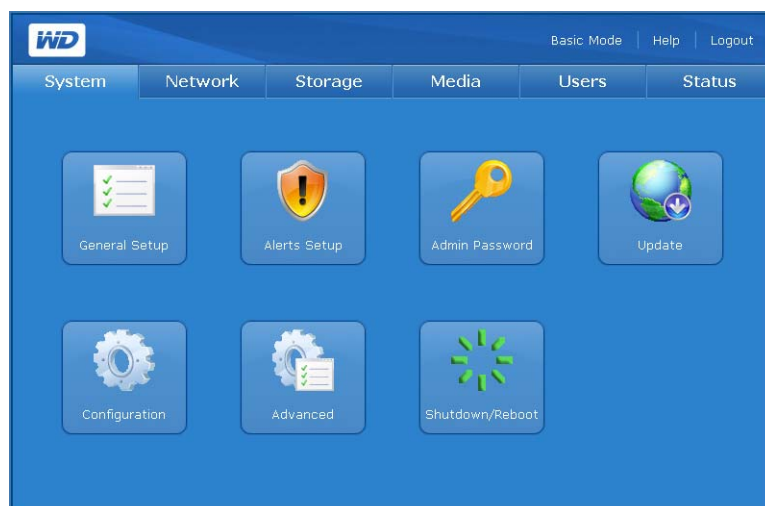 WD
Basic Mode Help Logout
System Network Storage Media Users Status
General Setup Alerts Setup Admin Password Update
Configuration Advanced Shutdown/Reboot